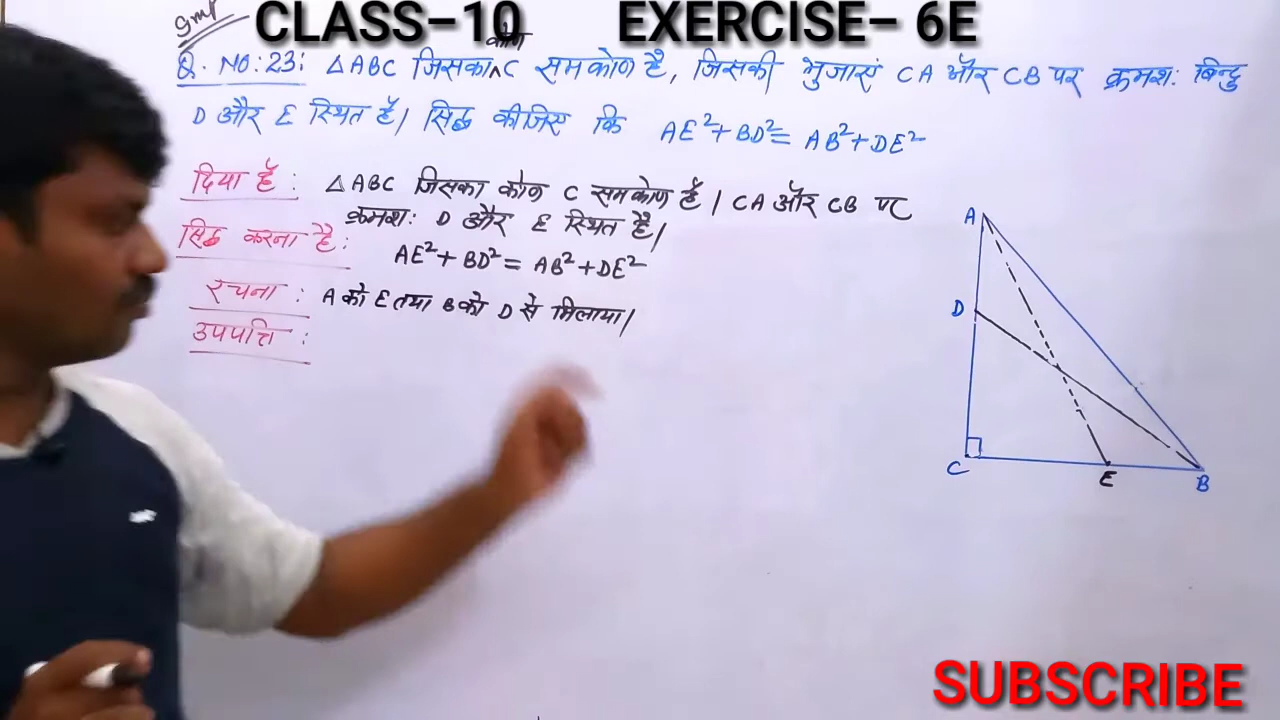 Imp
CLASS–10 EXERCISE– 6E
कोण
Q. NO:23: △ABC जिसका^C समकोण है, जिसकी भुजाएं CA और CB पर क्रमश: बिन्दु
D और E स्थित है। सिद्ध कीजिए कि AE²+BD²= AB²+DE²
दिया है: △ABC जिसका कोण C समकोण है। CA और CB पर
क्रमश: D और E स्थित है।
सिद्ध करना है: AE²+BD²= AB²+DE²
रचना: A को E तथा B को D से मिलाया।
उपपत्ति:
A
D
C
E
B
SUBSCRIBE